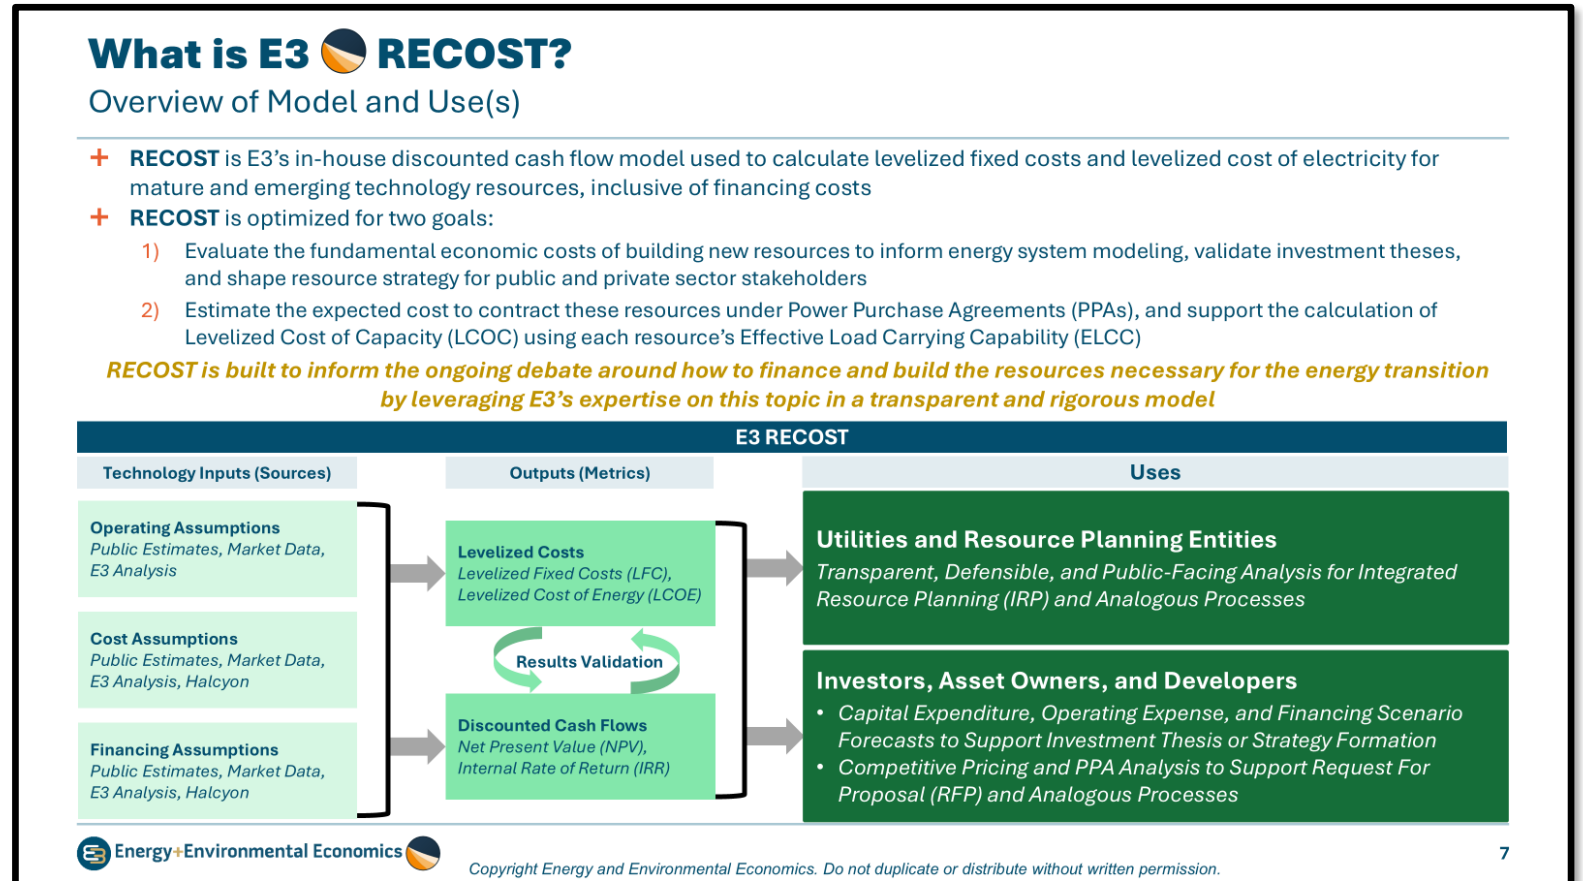 What is E3 RECOST?
Overview of Model and Use(s)
+ RECOST is E3’s in-house discounted cash flow model used to calculate levelized fixed costs and levelized cost of electricity for
mature and emerging technology resources, inclusive of financing costs
+ RECOST is optimized for two goals:
1) Evaluate the fundamental economic costs of building new resources to inform energy system modeling, validate investment theses,
and shape resource strategy for public and private sector stakeholders
2) Estimate the expected cost to contract these resources under Power Purchase Agreements (PPAs), and support the calculation of
Levelized Cost of Capacity (LCOC) using each resource’s Effective Load Carrying Capability (ELCC)
RECOST is built to inform the ongoing debate around how to finance and build the resources necessary for the energy transition
by leveraging E3’s expertise on this topic in a transparent and rigorous model
E3 RECOST
Technology Inputs (Sources)
Operating Assumptions
Public Estimates, Market Data,
E3 Analysis
Cost Assumptions
Public Estimates, Market Data,
E3 Analysis, Halcyon
Financing Assumptions
Public Estimates, Market Data,
E3 Analysis, Halcyon
Outputs (Metrics)
Levelized Costs
Levelized Fixed Costs (LFC),
Levelized Cost of Energy (LCOE)
Results Validation
Discounted Cash Flows
Net Present Value (NPV),
Internal Rate of Return (IRR)
Uses
Utilities and Resource Planning Entities
Transparent, Defensible, and Public-Facing Analysis for Integrated
Resource Planning (IRP) and Analogous Processes
Investors, Asset Owners, and Developers
• Capital Expenditure, Operating Expense, and Financing Scenario
Forecasts to Support Investment Thesis or Strategy Formation
• Competitive Pricing and PPA Analysis to Support Request For
Proposal (RFP) and Analogous Processes
E3 Energy+Environmental Economics
Copyright Energy and Environmental Economics. Do not duplicate or distribute without written permission.
7